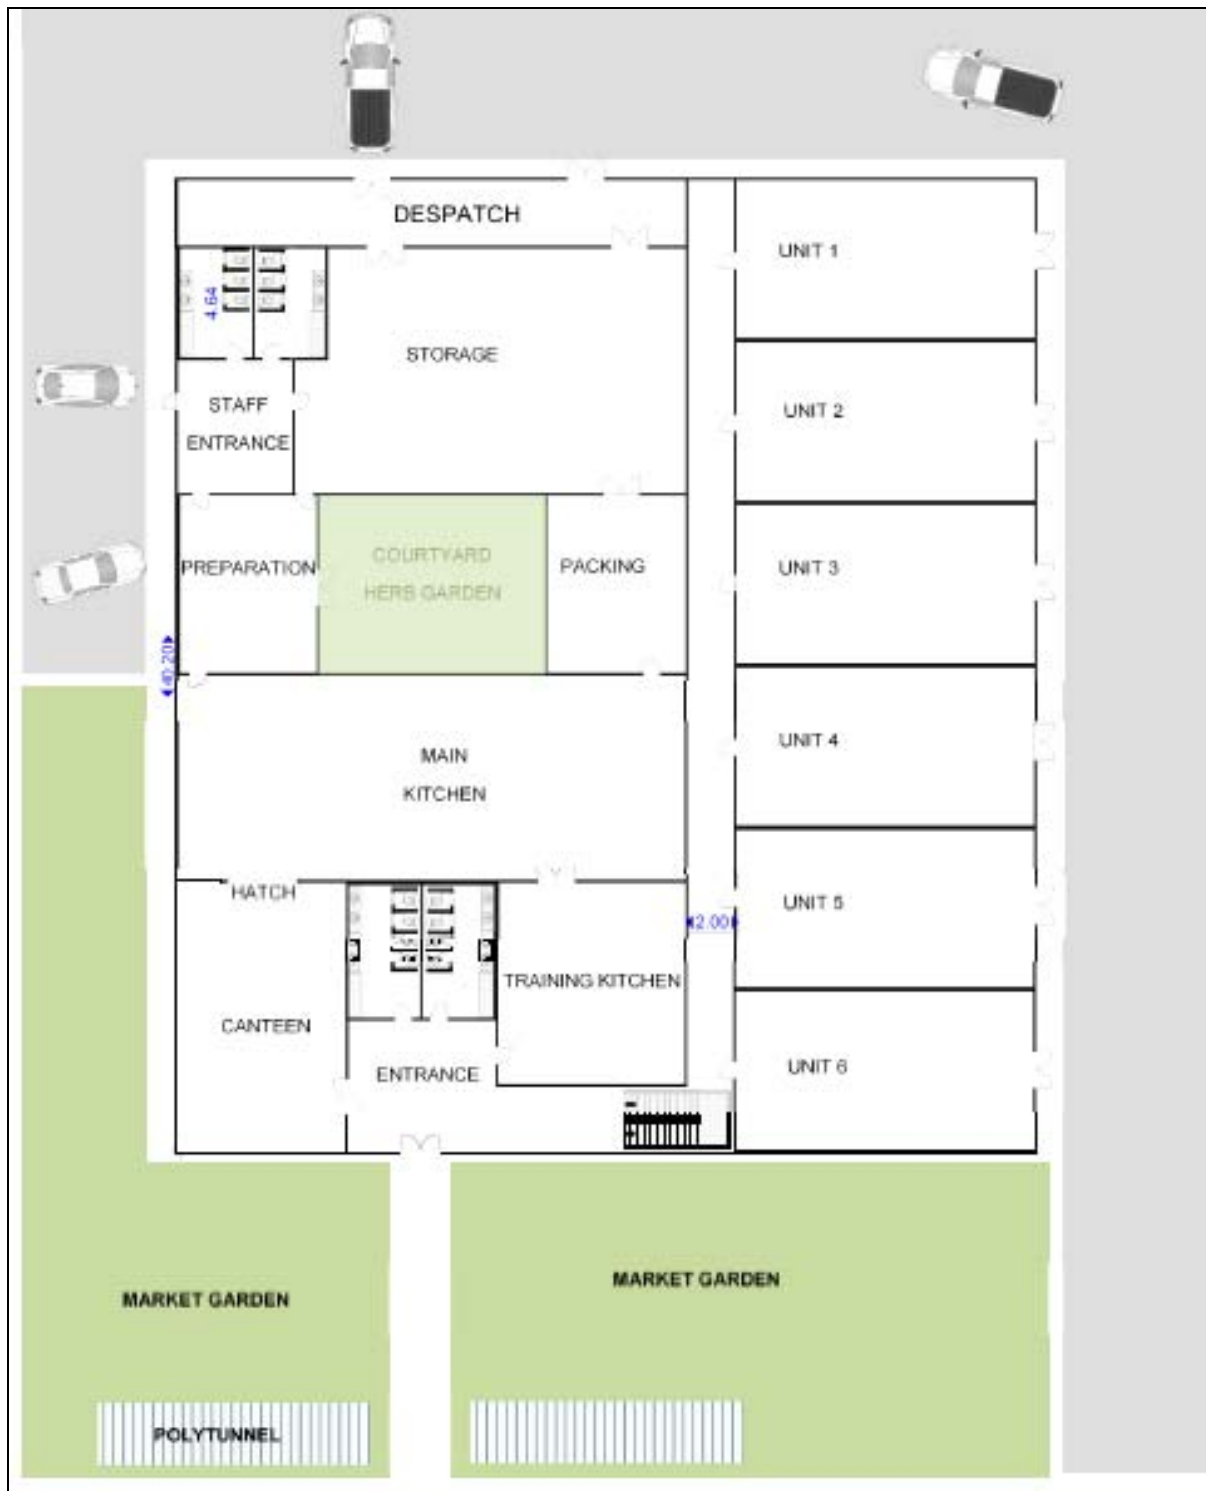 DESPATCH
UNIT 1
4.64
STORAGE
STAFF
ENTRANCE
UNIT 2
PREPARATION
COURTYARD
HERB GARDEN
PACKING
UNIT 3
40.20
MAIN
KITCHEN
UNIT 4
HATCH
UNIT 5
2.00
TRAINING KITCHEN
CANTEEN
ENTRANCE
UNIT 6
MARKET GARDEN
MARKET GARDEN
POLYTUNNEL